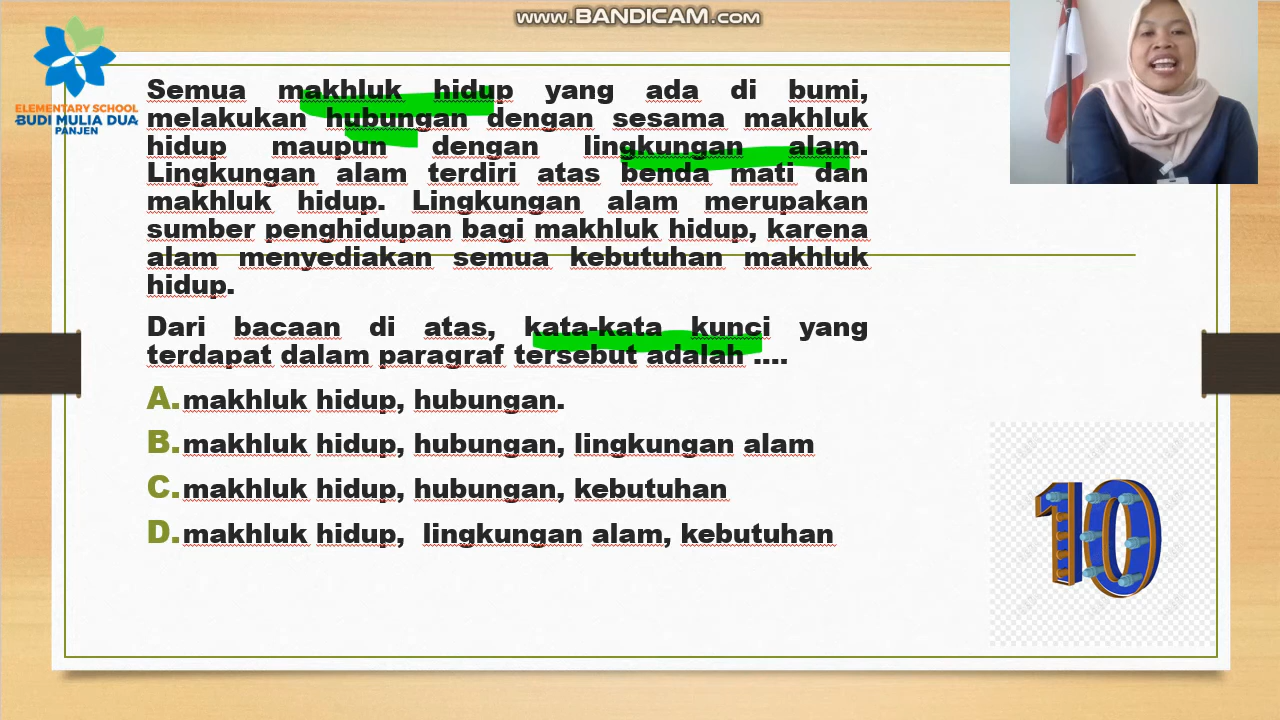 www.BANDICAM.com
ELEMENTARY SCHOOL
BUDI MULIA DUA
PANJEN
Semua makhluk hidup yang ada di bumi,
melakukan hubungan dengan sesama makhluk
hidup maupun dengan lingkungan alam.
Lingkungan alam terdiri atas benda mati dan
makhluk hidup. Lingkungan alam merupakan
sumber penghidupan bagi makhluk hidup, karena
alam menyediakan semua kebutuhan makhluk
hidup.
Dari bacaan di atas, kata-kata kunci yang
terdapat dalam paragraf tersebut adalah ....
A. makhluk hidup, hubungan.
B. makhluk hidup, hubungan, lingkungan alam
C. makhluk hidup, hubungan, kebutuhan
D. makhluk hidup, lingkungan alam, kebutuhan
10